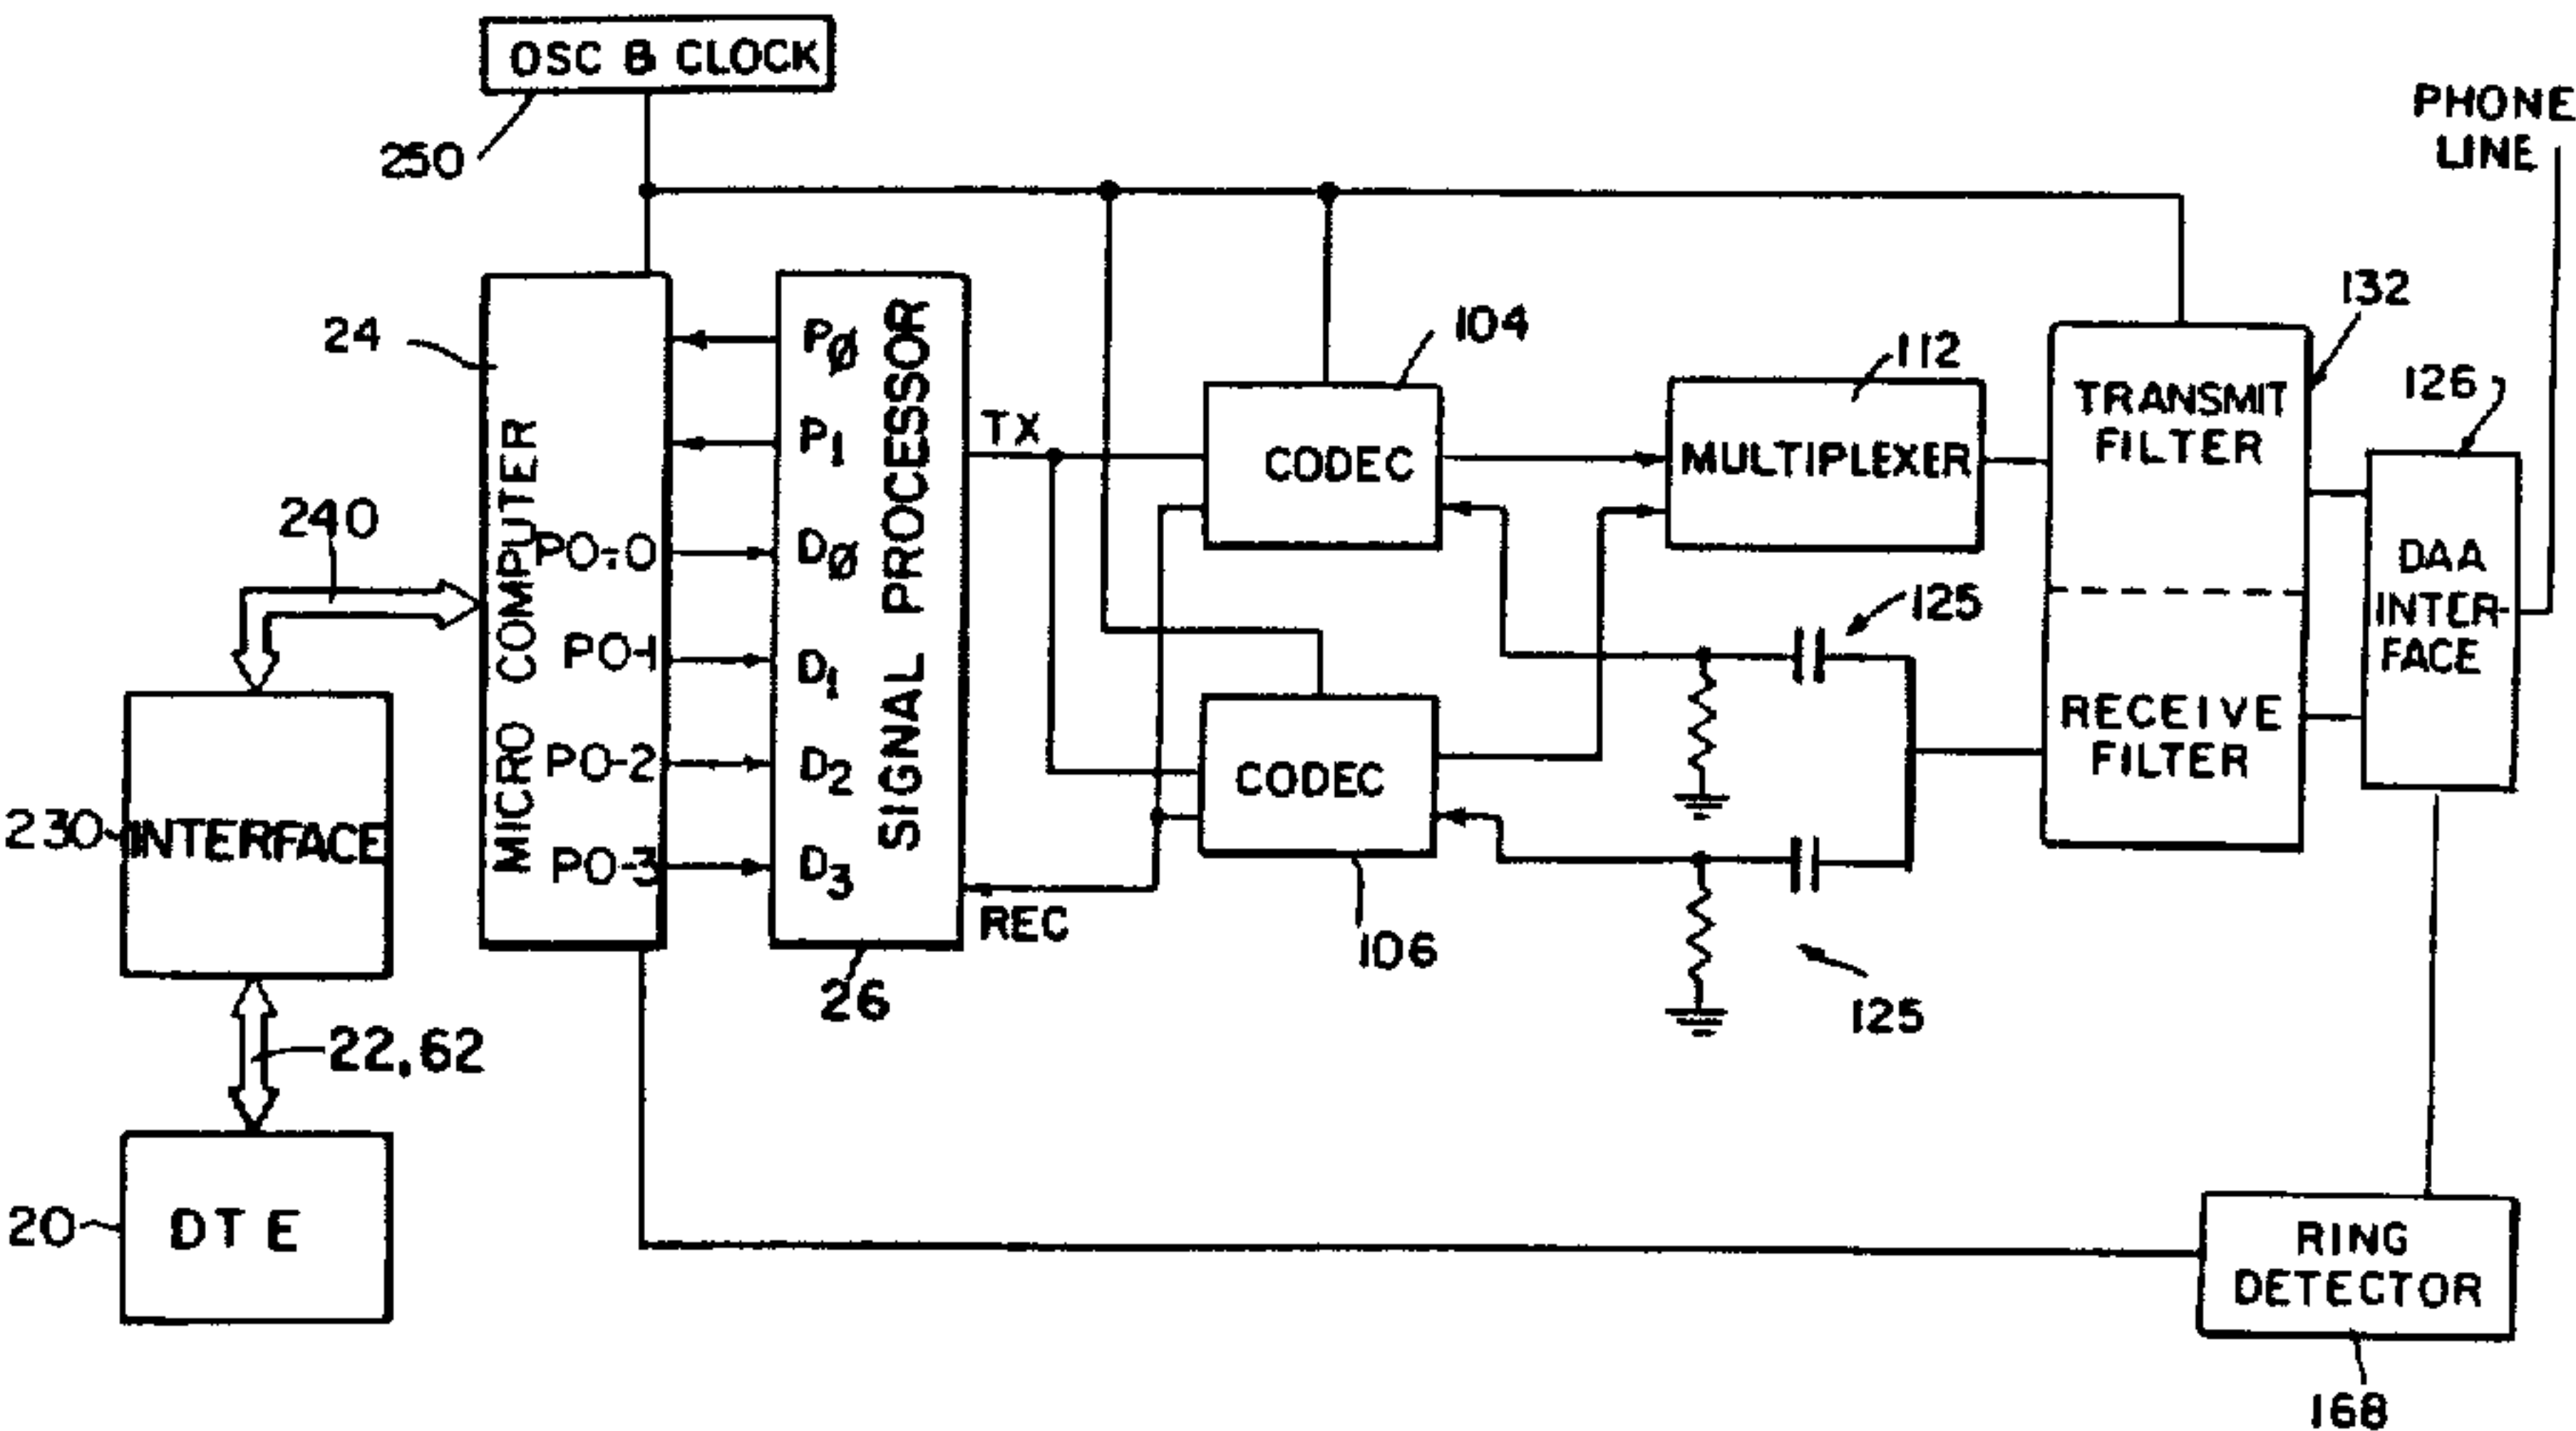 OSC & CLOCK
250
PHONE
LINE
24
MICRO COMPUTER
PO-0
PO-1
PO-2
PO-3
SIGNAL PROCESSOR
PØ
P1
DØ
D1
D2
D3
26
TX
REC
104
CODEC
106
CODEC
112
MULTIPLEXER
125
125
132
TRANSMIT
FILTER
RECEIVE
FILTER
126
DAA
INTER-
FACE
240
230
INTERFACE
22,62
20
DTE
RING
DETECTOR
168